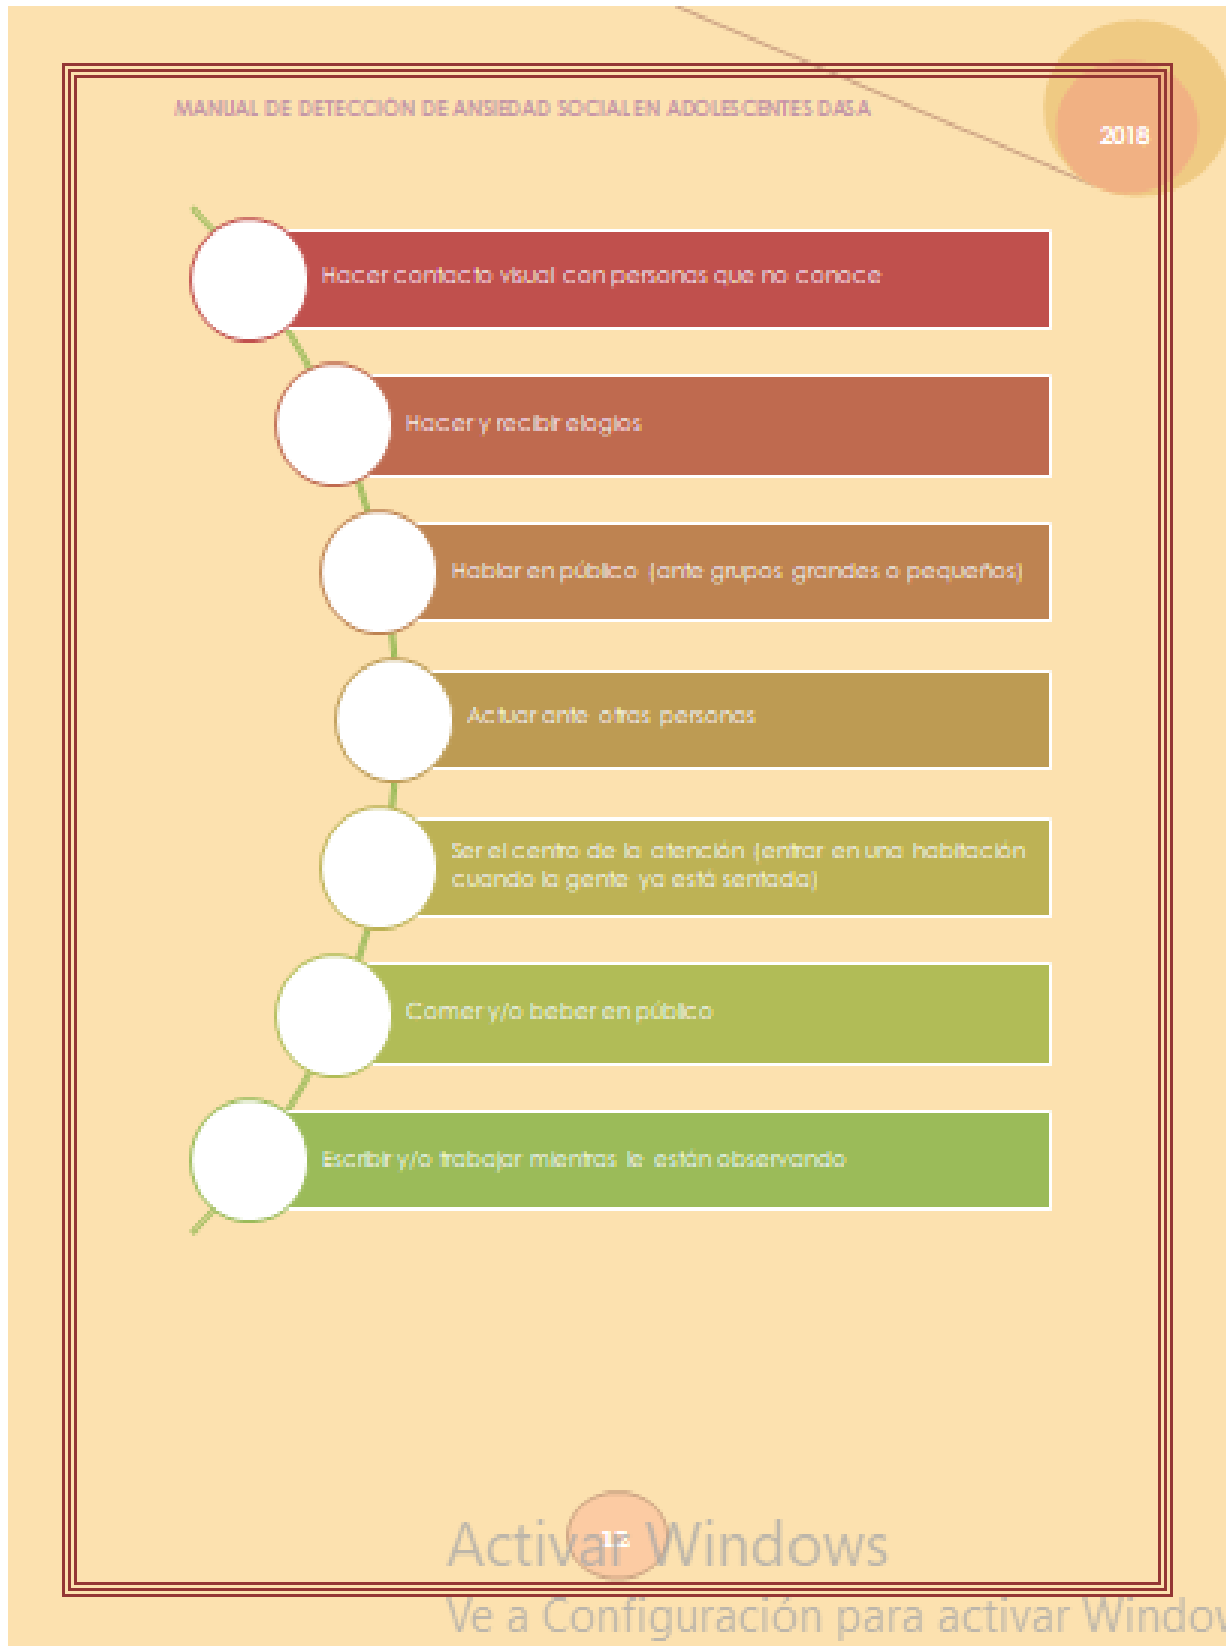 MANUAL DE DETECCIÓN DE ANSIEDAD SOCIAL EN ADOLESCENTES DASA
2018
Hacer contacto visual con personas que no conoce
Hacer y recibir elogios
Hablar en público (ante grupos grandes o pequeños)
Actuar ante otras personas
Ser el centro de la atención (entrar en una habitación
cuando la gente ya está sentada)
Comer y/o beber en público
Escribir y/o trabajar mientras le están observando
Activar Windows
Ve a Configuración para activar Window